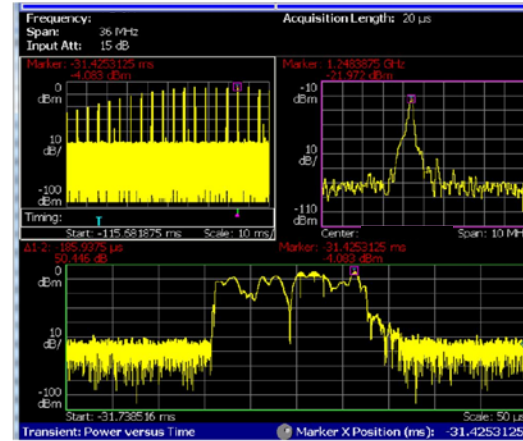 Frequency:
Acquisition Length: 20 µs
Span: 36 MHz
Input Att: 15 dB
Marker: -31.4253125 ms
-4.083 dBm
Marker: 1.2483875 GHz
-21.972 dBm
0
dBm
10
dB/
-100
dBm
-10
dBm
10
dB/
-110
dBm
Timing:
Start: -115.681875 ms Scale: 10 ms/
Center: Span: 10 MH
Δ1-2: -185.9375 µs
50.446 dB
Marker: -31.4253125 ms
-4.083 dBm
0
dBm
10
dB/
-100
dBm
Start: -31.738516 ms Scale: 50 µs
Transient: Power versus Time
Marker X Position (ms): -31.4253125